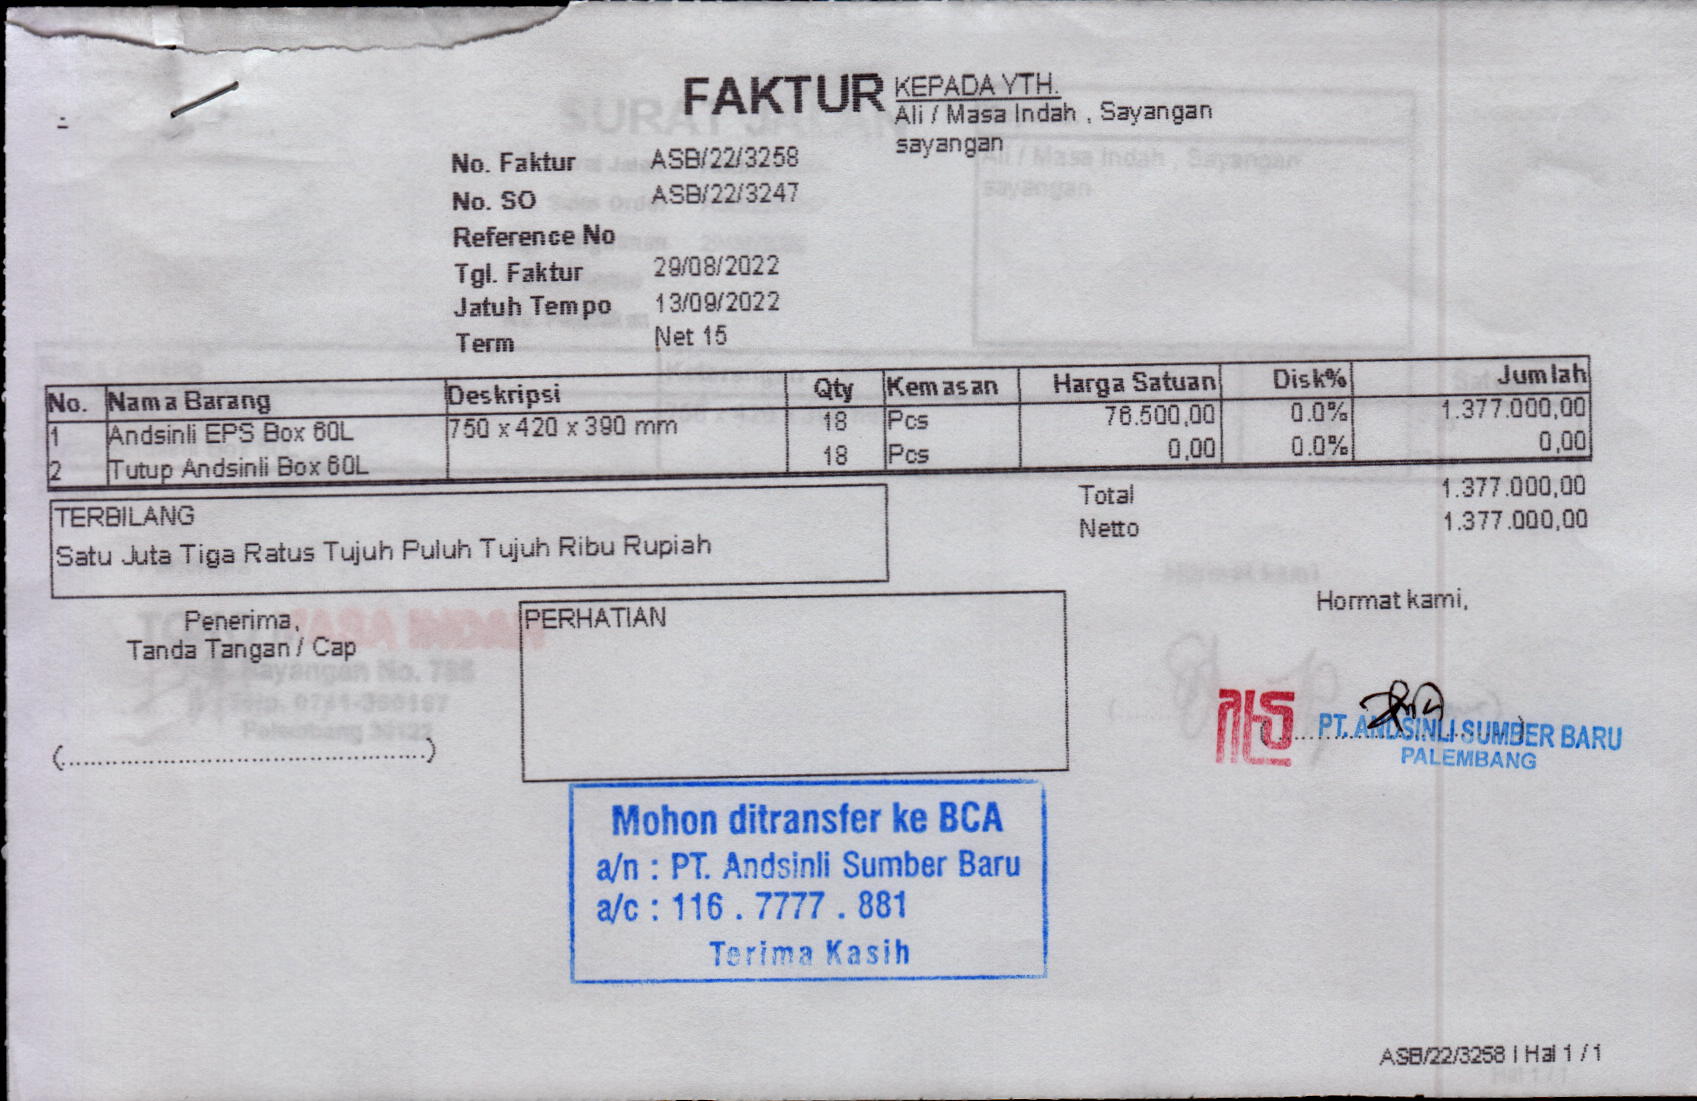 FAKTUR
KEPADA YTH.
Ali / Masa Indah , Sayangan
sayangan
No. Faktur ASB/22/3258
No. SO ASB/22/3247
Reference No
Tgl. Faktur 29/08/2022
Jatuh Tempo 13/09/2022
Term Net 15
No. Nama Barang Deskripsi Qty Kemasan Harga Satuan Disk% Jumlah
1 Andsinli EPS Box 60L 750 x 420 x 390 mm 18 Pcs 76.500,00 0.0% 1.377.000,00
2 Tutup Andsinli Box 60L 18 Pcs 0,00 0.0% 0,00
Total 1.377.000,00
Netto 1.377.000,00
TERBILANG
Satu Juta Tiga Ratus Tujuh Puluh Tujuh Ribu Rupiah
Penerima,
Tanda Tangan / Cap
(................................................)
PERHATIAN
Hormat kami,
PT. ANDSINLI SUMBER BARU
PALEMBANG
Mohon ditransfer ke BCA
a/n : PT. Andsinli Sumber Baru
a/c : 116 . 7777 . 881
Terima Kasih
ASB/22/3258 | Hal 1 / 1